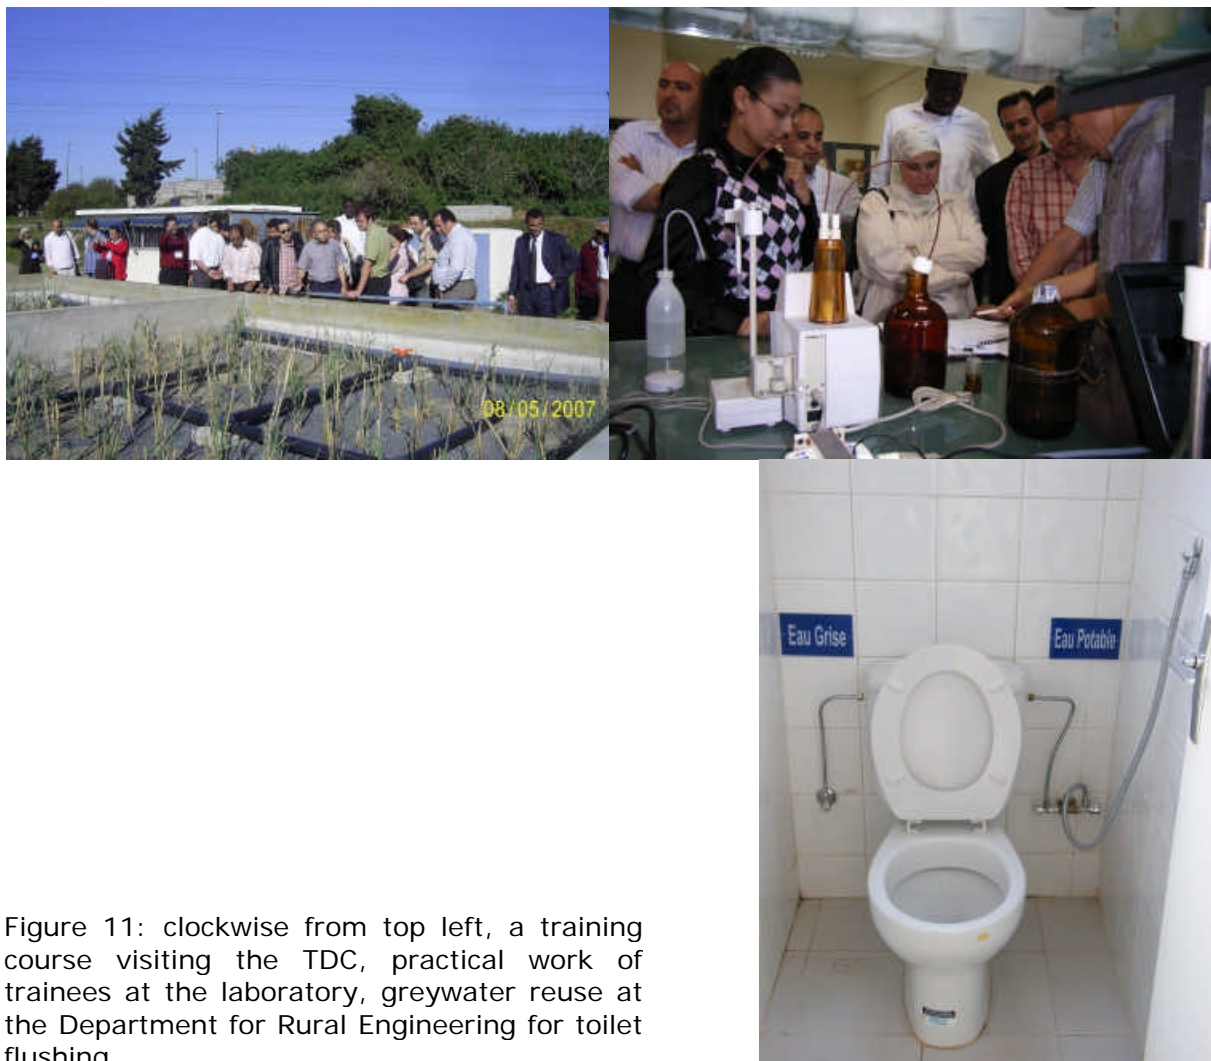 08/05/2007
Eau Grise
Eau Potable
Figure 11: clockwise from top left, a training
course visiting the TDC, practical work of
trainees at the laboratory, greywater reuse at
the Department for Rural Engineering for toilet
flushing